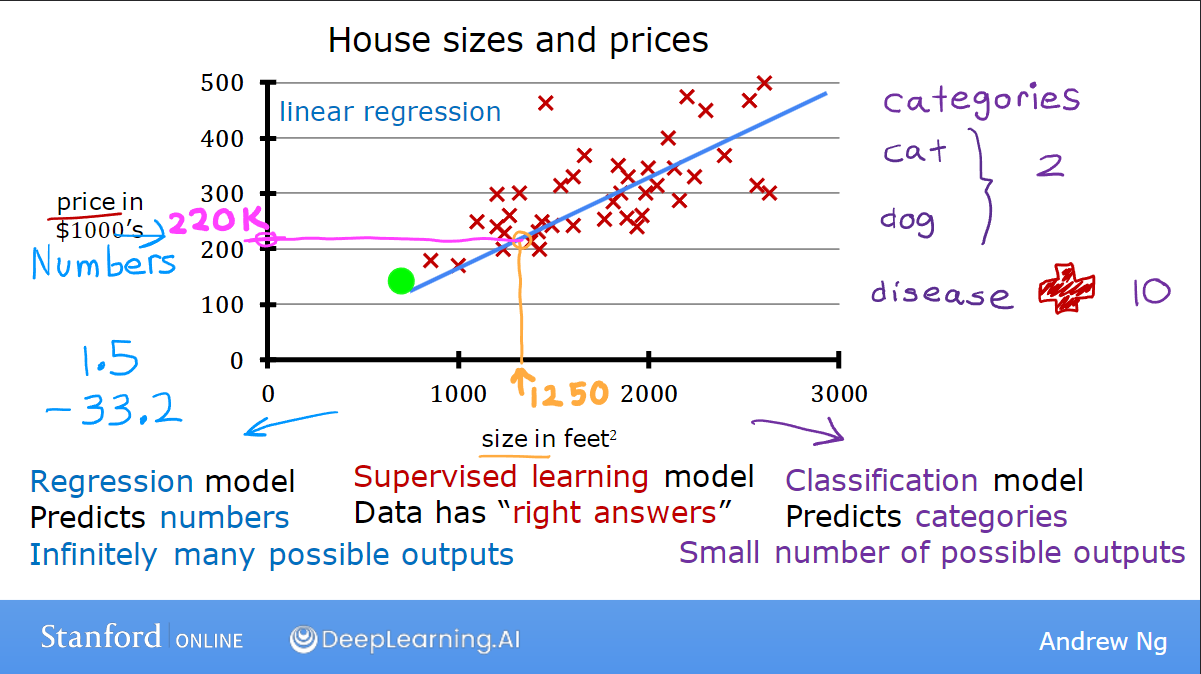 House sizes and prices
500
400
300
200
100
0
linear regression
price in
$1000's
220K
Numbers
1.5
-33.2
0
1000
2000
3000
1250
size in feet²
categories
cat
dog
2
disease
10
Regression model
Predicts numbers
Infinitely many possible outputs
Supervised learning model
Data has “right answers”
Classification model
Predicts categories
Small number of possible outputs
Stanford ONLINE
DeepLearning.AI
Andrew Ng